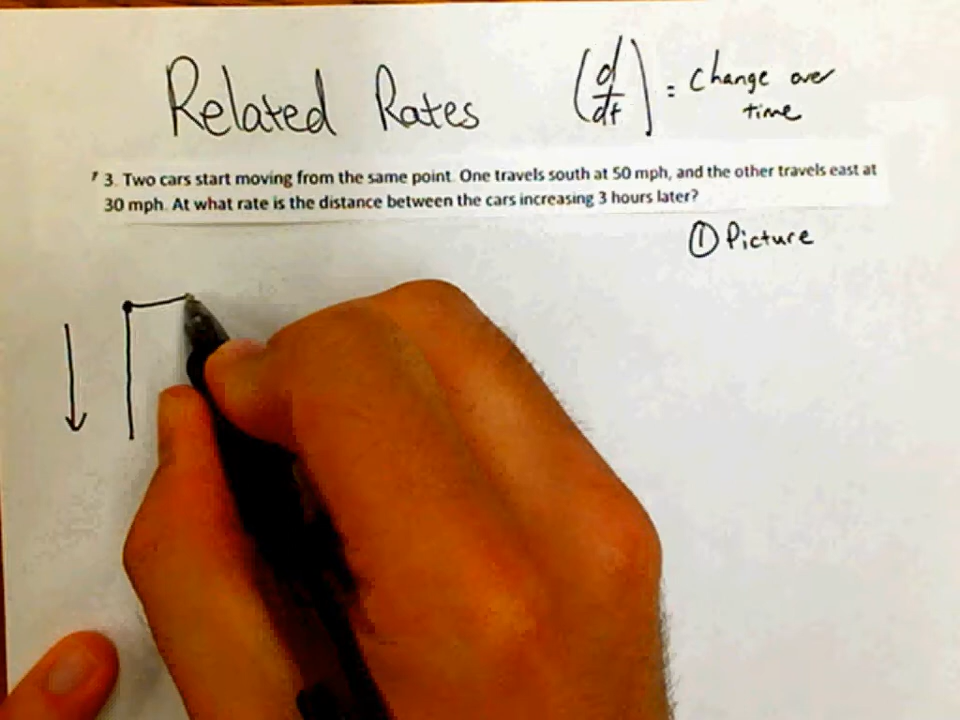 Related Rates (d/dt) = Change over time
3. Two cars start moving from the same point. One travels south at 50 mph, and the other travels east at
30 mph. At what rate is the distance between the cars increasing 3 hours later?
① Picture